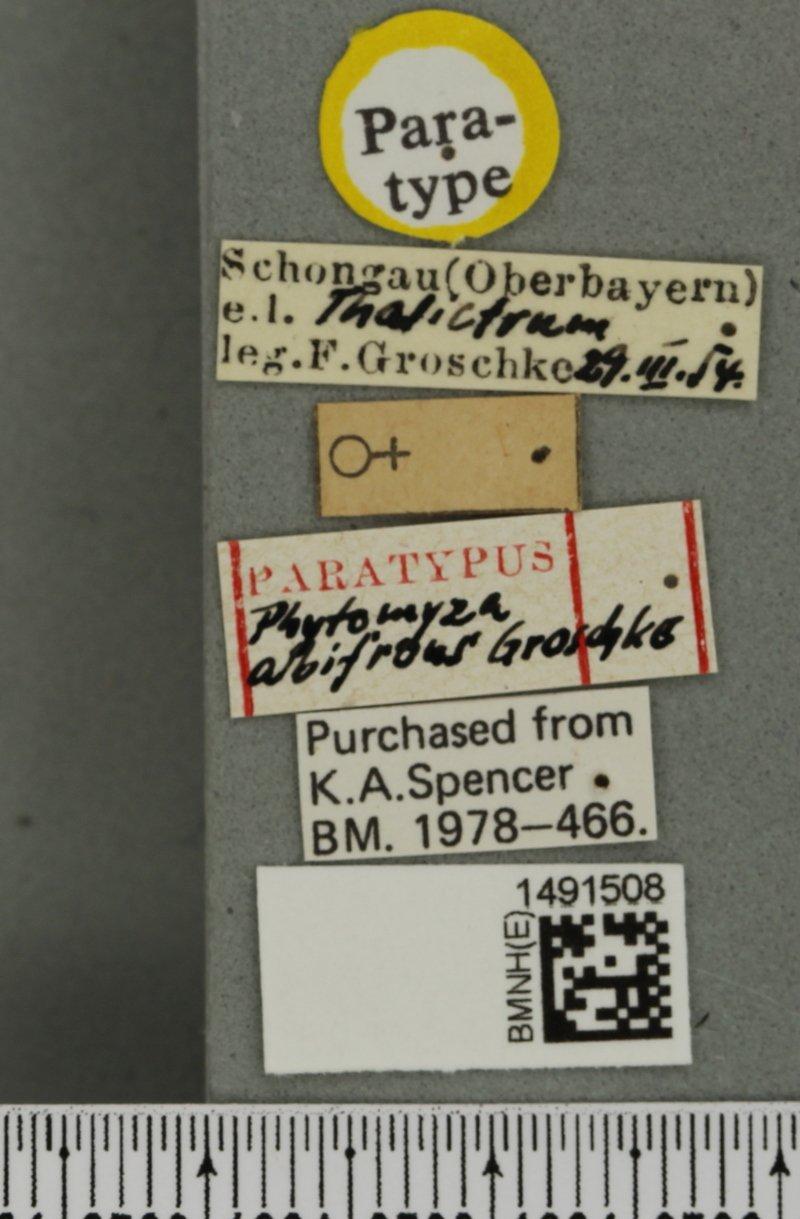 Para-
type
Schongau(Oberbayern)
e.l. Thalictrum
leg.F.Groschke 29.III.54.
♀
PARATYPUS
Phytomyza
albifrons Groschke
Purchased from
K.A.Spencer
BM. 1978–466.
1491508
BMNH(E)